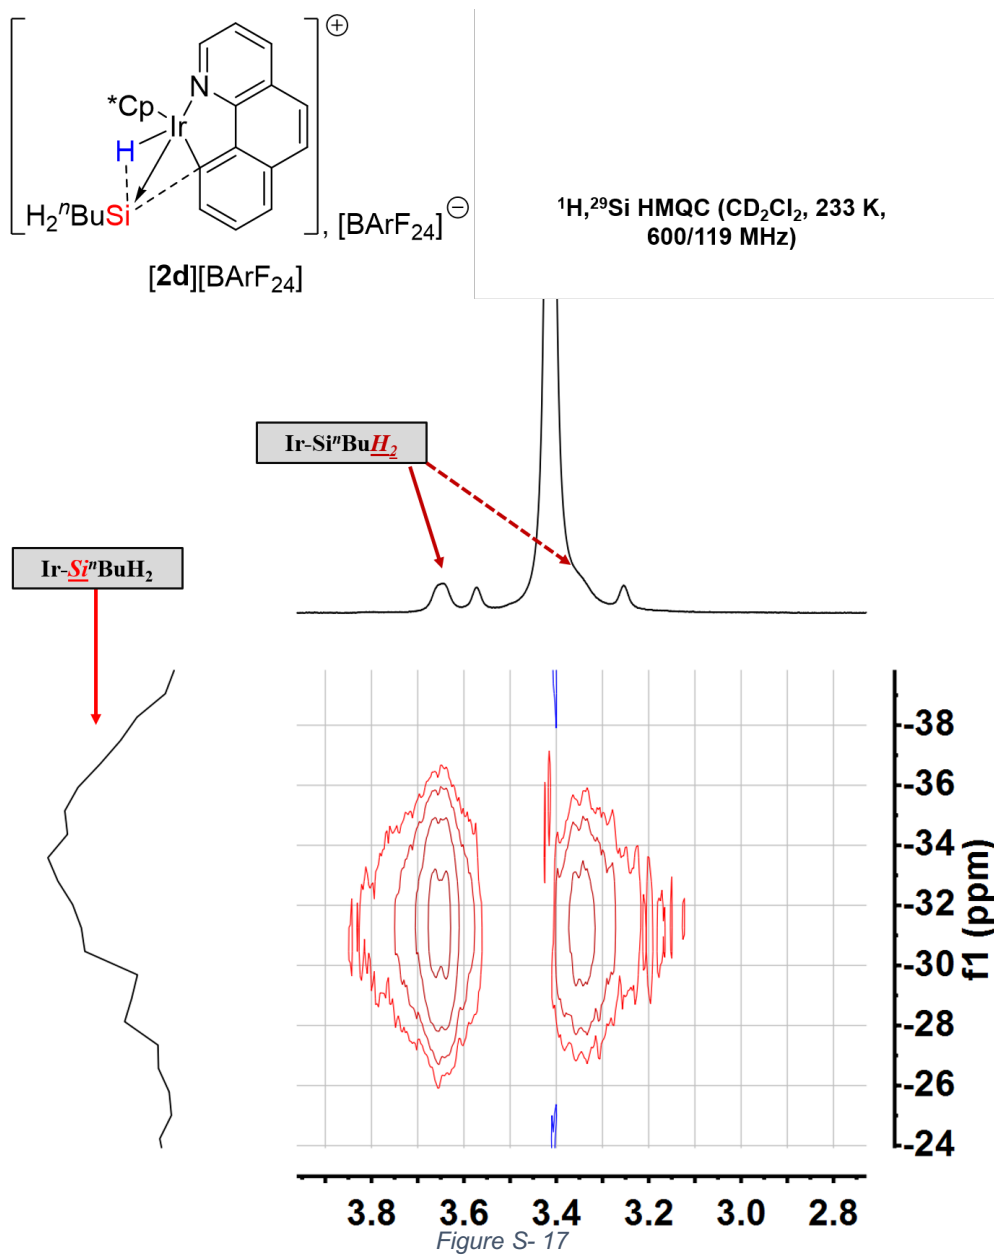 ⊕
N
*Cp
Ir
H
H₂ⁿBuSi
, [BArF₂₄]⊖
[2d][BArF₂₄]
¹H,²⁹Si HMQC (CD₂Cl₂, 233 K,
600/119 MHz)
Ir-SiⁿBuH₂
Ir-SiⁿBuH₂
-38
-36
-34
-32
-30
-28
-26
-24
f1 (ppm)
3.8 3.6 3.4 3.2 3.0 2.8
Figure S- 17